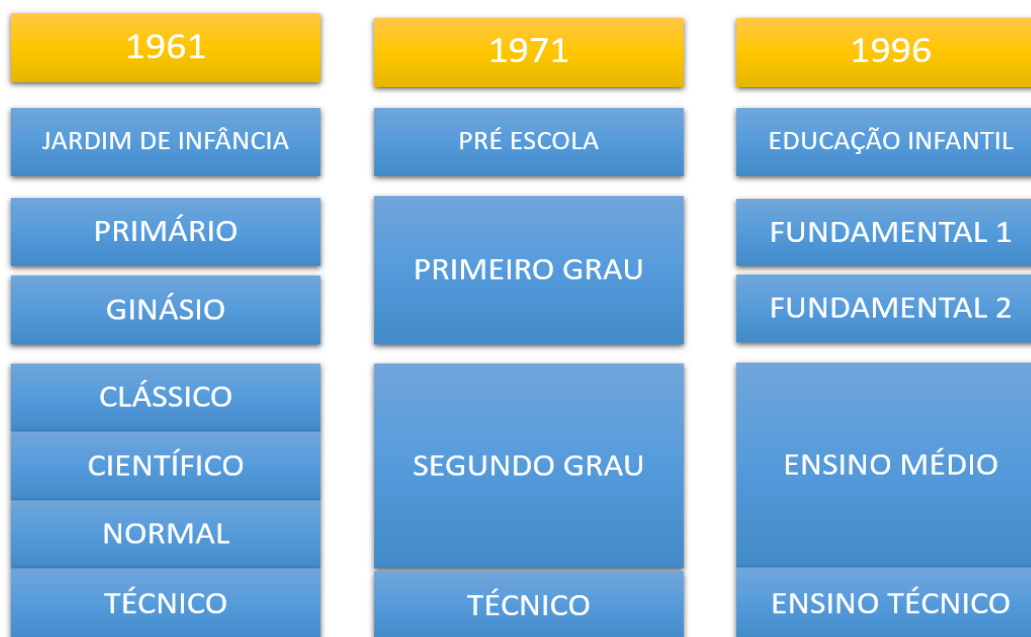 1961
JARDIM DE INFÂNCIA
PRIMÁRIO
GINÁSIO
CLÁSSICO
CIENTÍFICO
NORMAL
TÉCNICO
1971
PRÉ ESCOLA
PRIMEIRO GRAU
SEGUNDO GRAU
TÉCNICO
1996
EDUCAÇÃO INFANTIL
FUNDAMENTAL 1
FUNDAMENTAL 2
ENSINO MÉDIO
ENSINO TÉCNICO